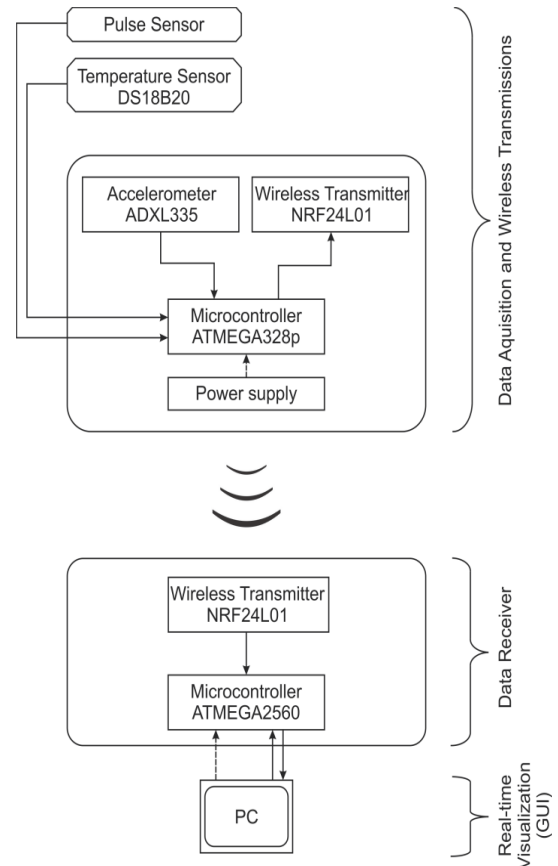 Pulse Sensor
Temperature Sensor
DS18B20
Accelerometer
ADXL335
Wireless Transmitter
NRF24L01
Microcontroller
ATMEGA328p
Power supply
Data Aquisition and Wireless Transmissions
Wireless Transmitter
NRF24L01
Microcontroller
ATMEGA2560
Data Receiver
PC
Real-time
Visualization
(GUI)